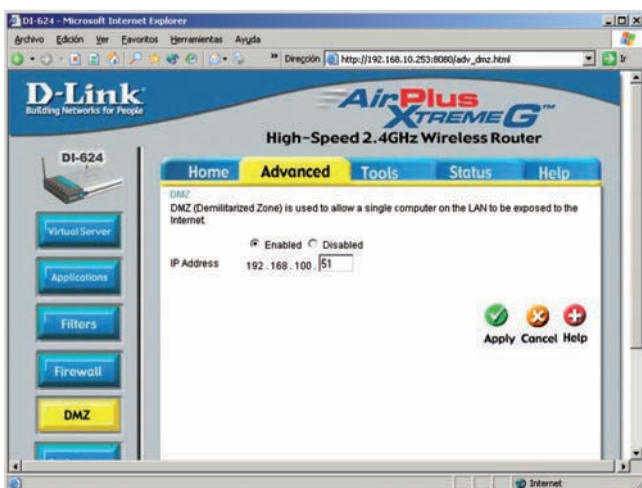 DI-624 - Microsoft Internet Explorer
Archivo Edición Ver Favoritos Herramientas Ayuda
» Dirección http://192.168.10.253:8080/adv_dmz.html Ir
D-Link
Building Networks for People
AirPlus
XTREME G™
High-Speed 2.4GHz Wireless Router
DI-624
Home Advanced Tools Status Help
DMZ
DMZ (Demilitarized Zone) is used to allow a single computer on the LAN to be exposed to the
Internet.
Enabled Disabled
IP Address 192.168.100. 51
Virtual Server
Applications
Filters
Firewall
DMZ
Apply Cancel Help
Internet